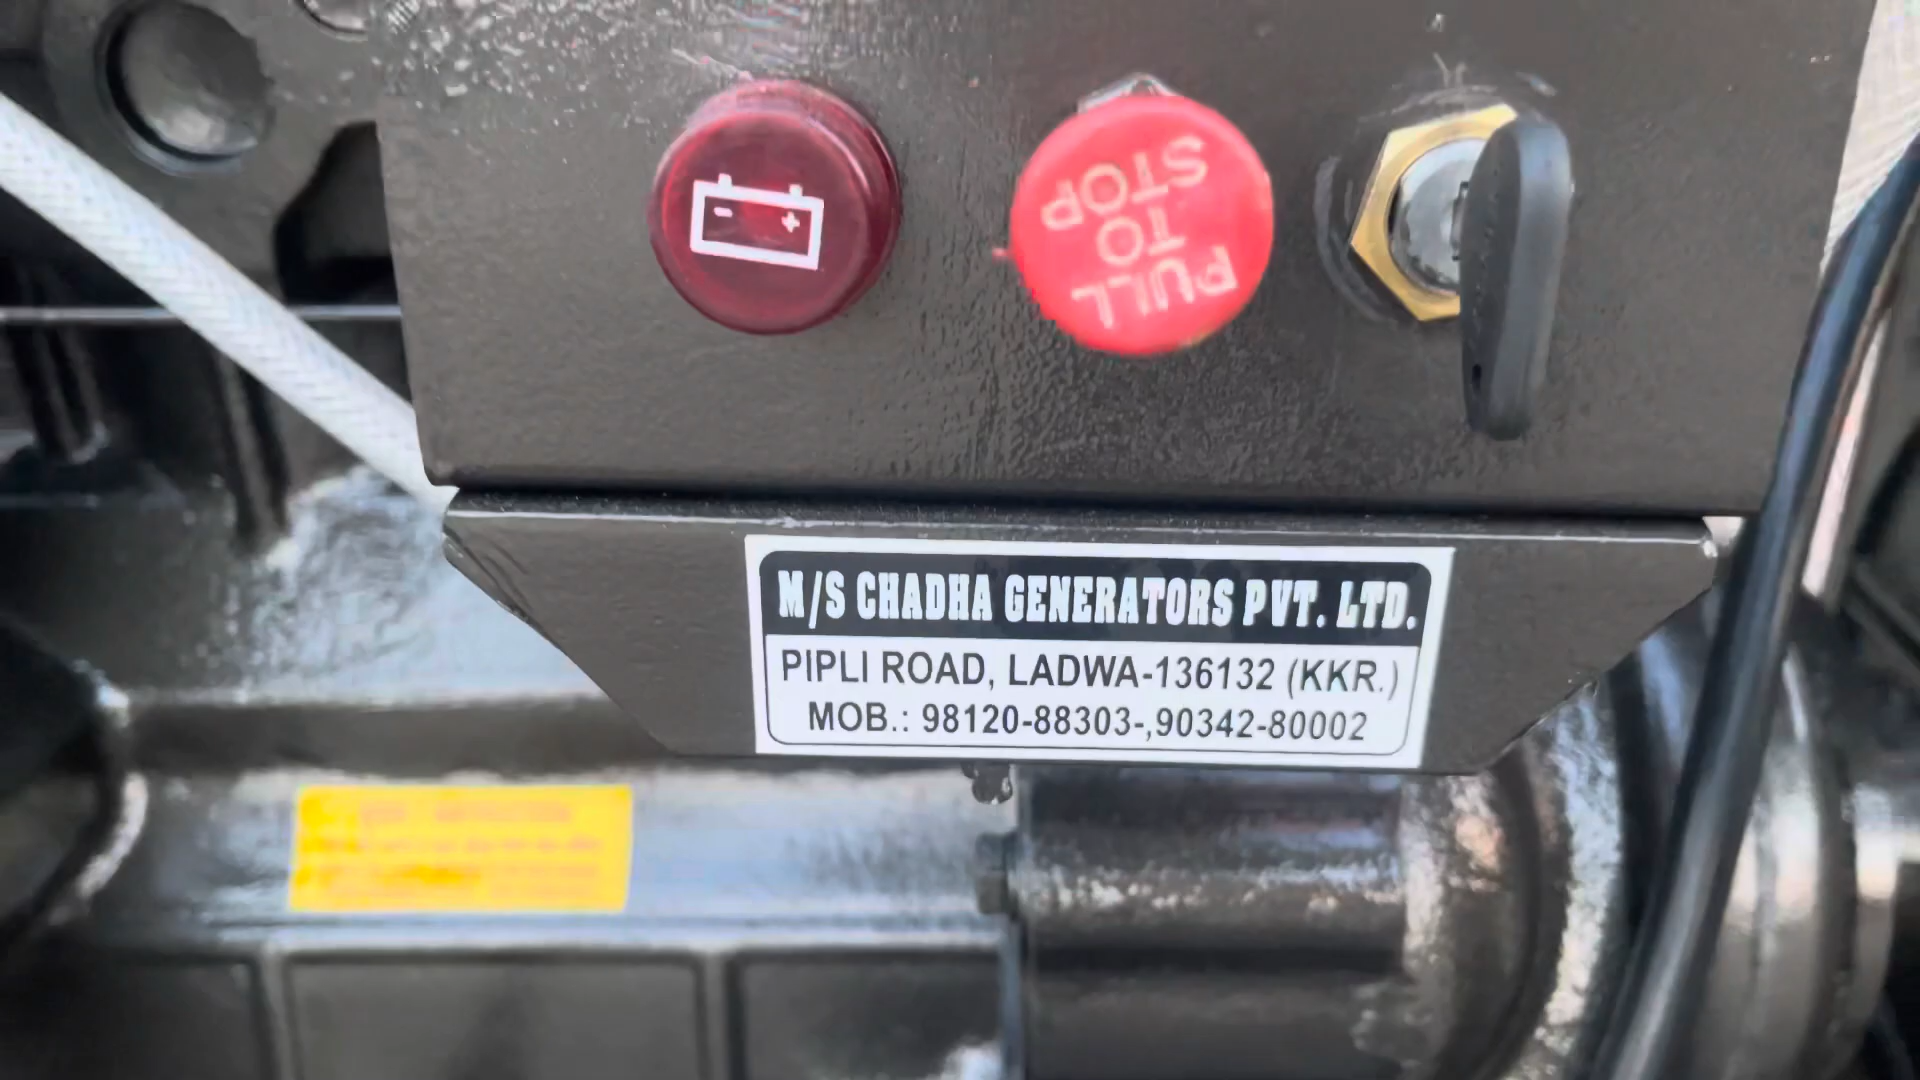 PULL
TO
STOP
M/S CHADHA GENERATORS PVT. LTD.
PIPLI ROAD, LADWA-136132 (KKR.)
MOB.: 98120-88303-,90342-80002